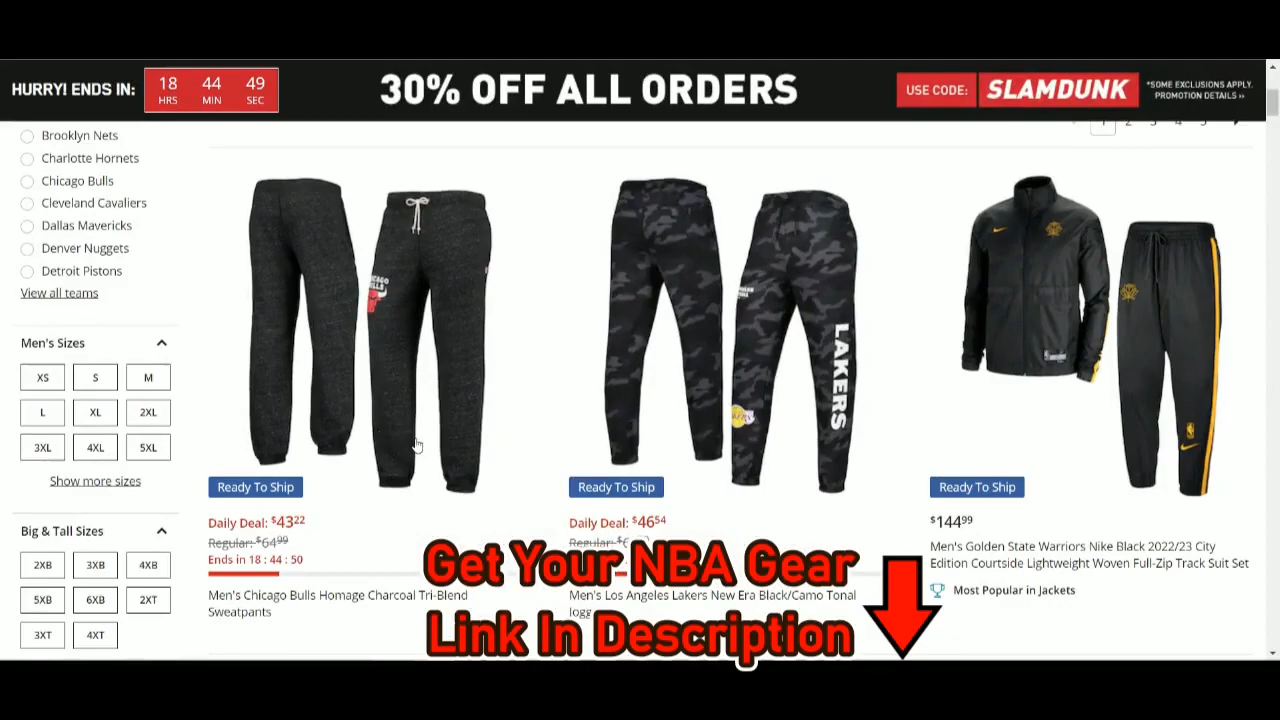 HURRY! ENDS IN:
18 44 49
HRS MIN SEC
30% OFF ALL ORDERS
USE CODE:
SLAMDUNK
*SOME EXCLUSIONS APPLY.
PROMOTION DETAILS ››
Brooklyn Nets
Charlotte Hornets
Chicago Bulls
Cleveland Cavaliers
Dallas Mavericks
Denver Nuggets
Detroit Pistons
View all teams
Men's Sizes
XS S M
L XL 2XL
3XL 4XL 5XL
Show more sizes
Big & Tall Sizes
2XB 3XB 4XB
5XB 6XB 2XT
3XT 4XT
LAKERS
Ready To Ship
Daily Deal: $43.22
Regular: $64.99
Ends in 18 : 44 : 50
Men's Chicago Bulls Homage Charcoal Tri-Blend
Sweatpants
Ready To Ship
Daily Deal: $46.54
Regular:
Men's Los Angeles Lakers New Era Black/Camo Tonal
Ready To Ship
$144.99
Men's Golden State Warriors Nike Black 2022/23 City
Edition Courtside Lightweight Woven Full-Zip Track Suit Set
Most Popular in Jackets
Get Your NBA Gear
Link In Description